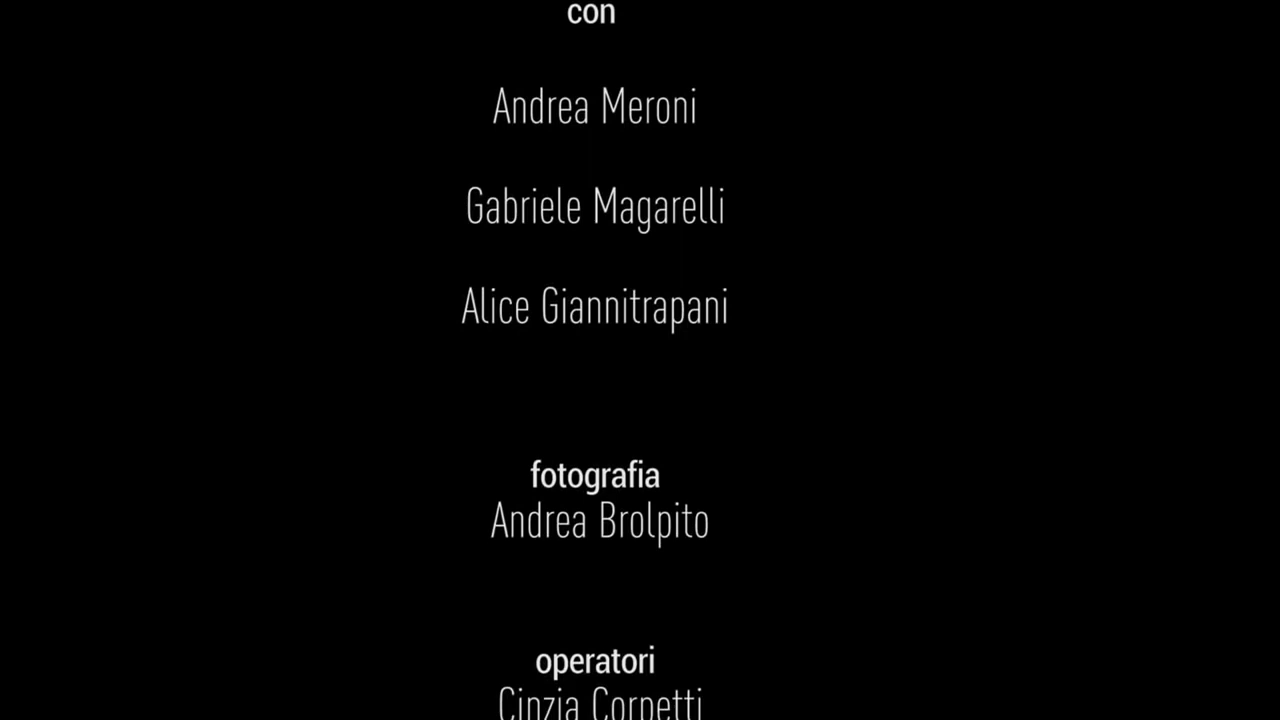 con
Andrea Meroni
Gabriele Magarelli
Alice Giannitrapani
fotografia
Andrea Brolpito
operatori
Cinzia Cornetti